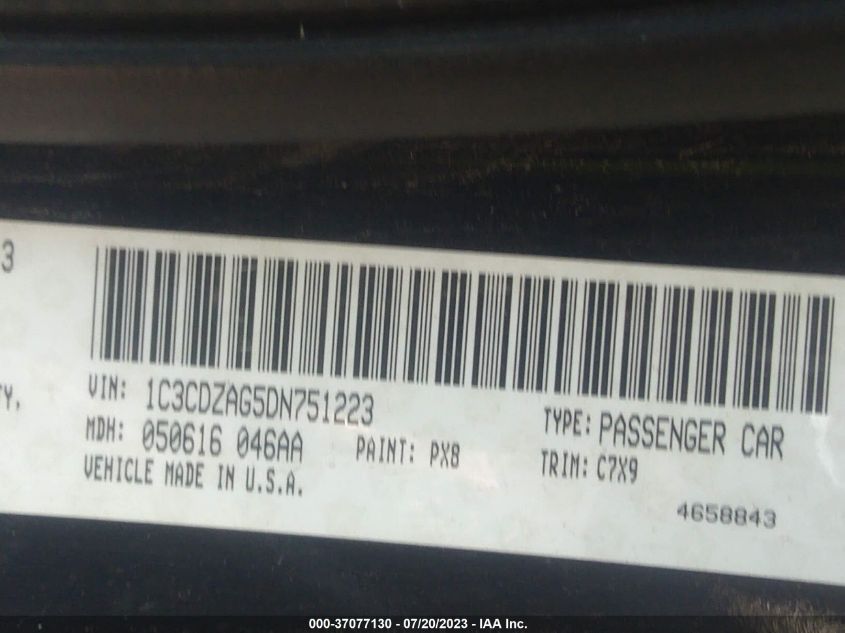 3
TY,
VIN: 1C3CDZAG5DN751223
MDH: 050616 046AA
PAINT: PX8
VEHICLE MADE IN U.S.A.
TYPE: PASSENGER CAR
TRIM: C7X9
4658843
000-37077130 - 07/20/2023 - IAA Inc.